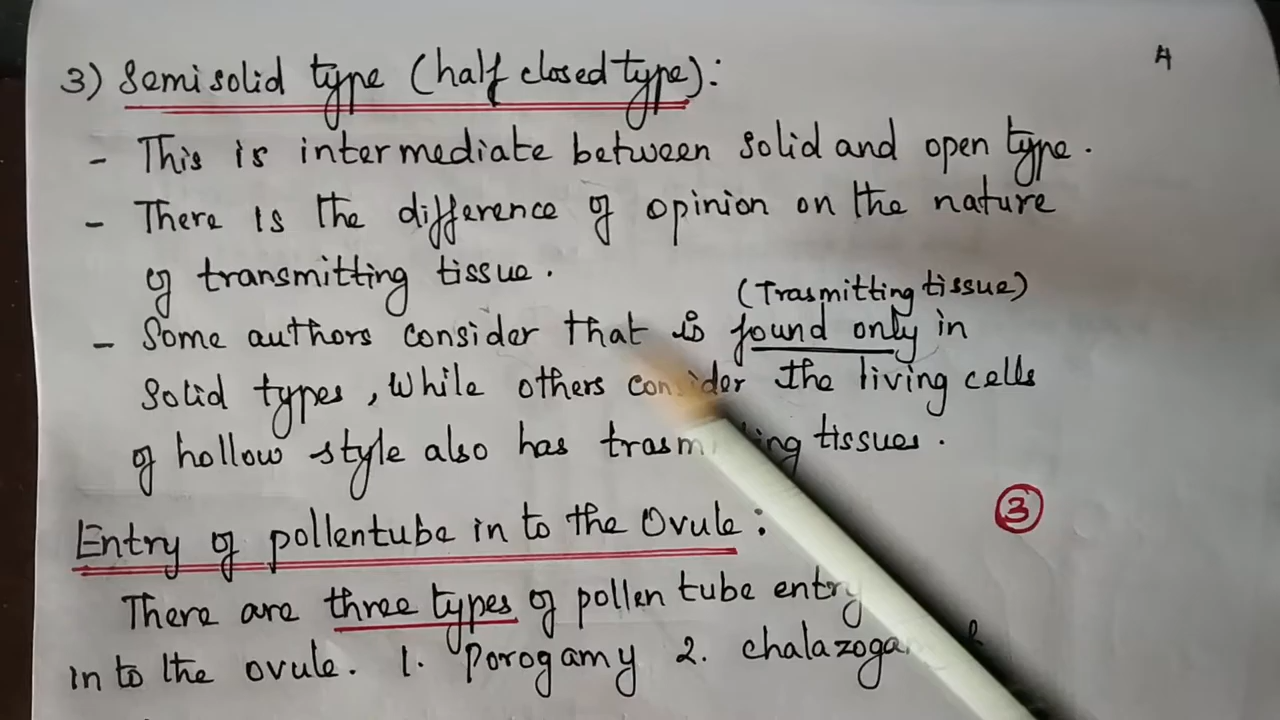 4
3) Semisolid type (half closed type):
- This is intermediate between solid and open type.
- There is the difference of opinion on the nature
of transmitting tissue.
(Trasmitting tissue)
- Some authors consider that is found only in
Solid types, while others consider the living cells
of hollow style also has tissues.
Entry of pollentube in to the Ovule:
3
There are three types of pollen tube entry
in to the ovule. 1. Porogamy 2.